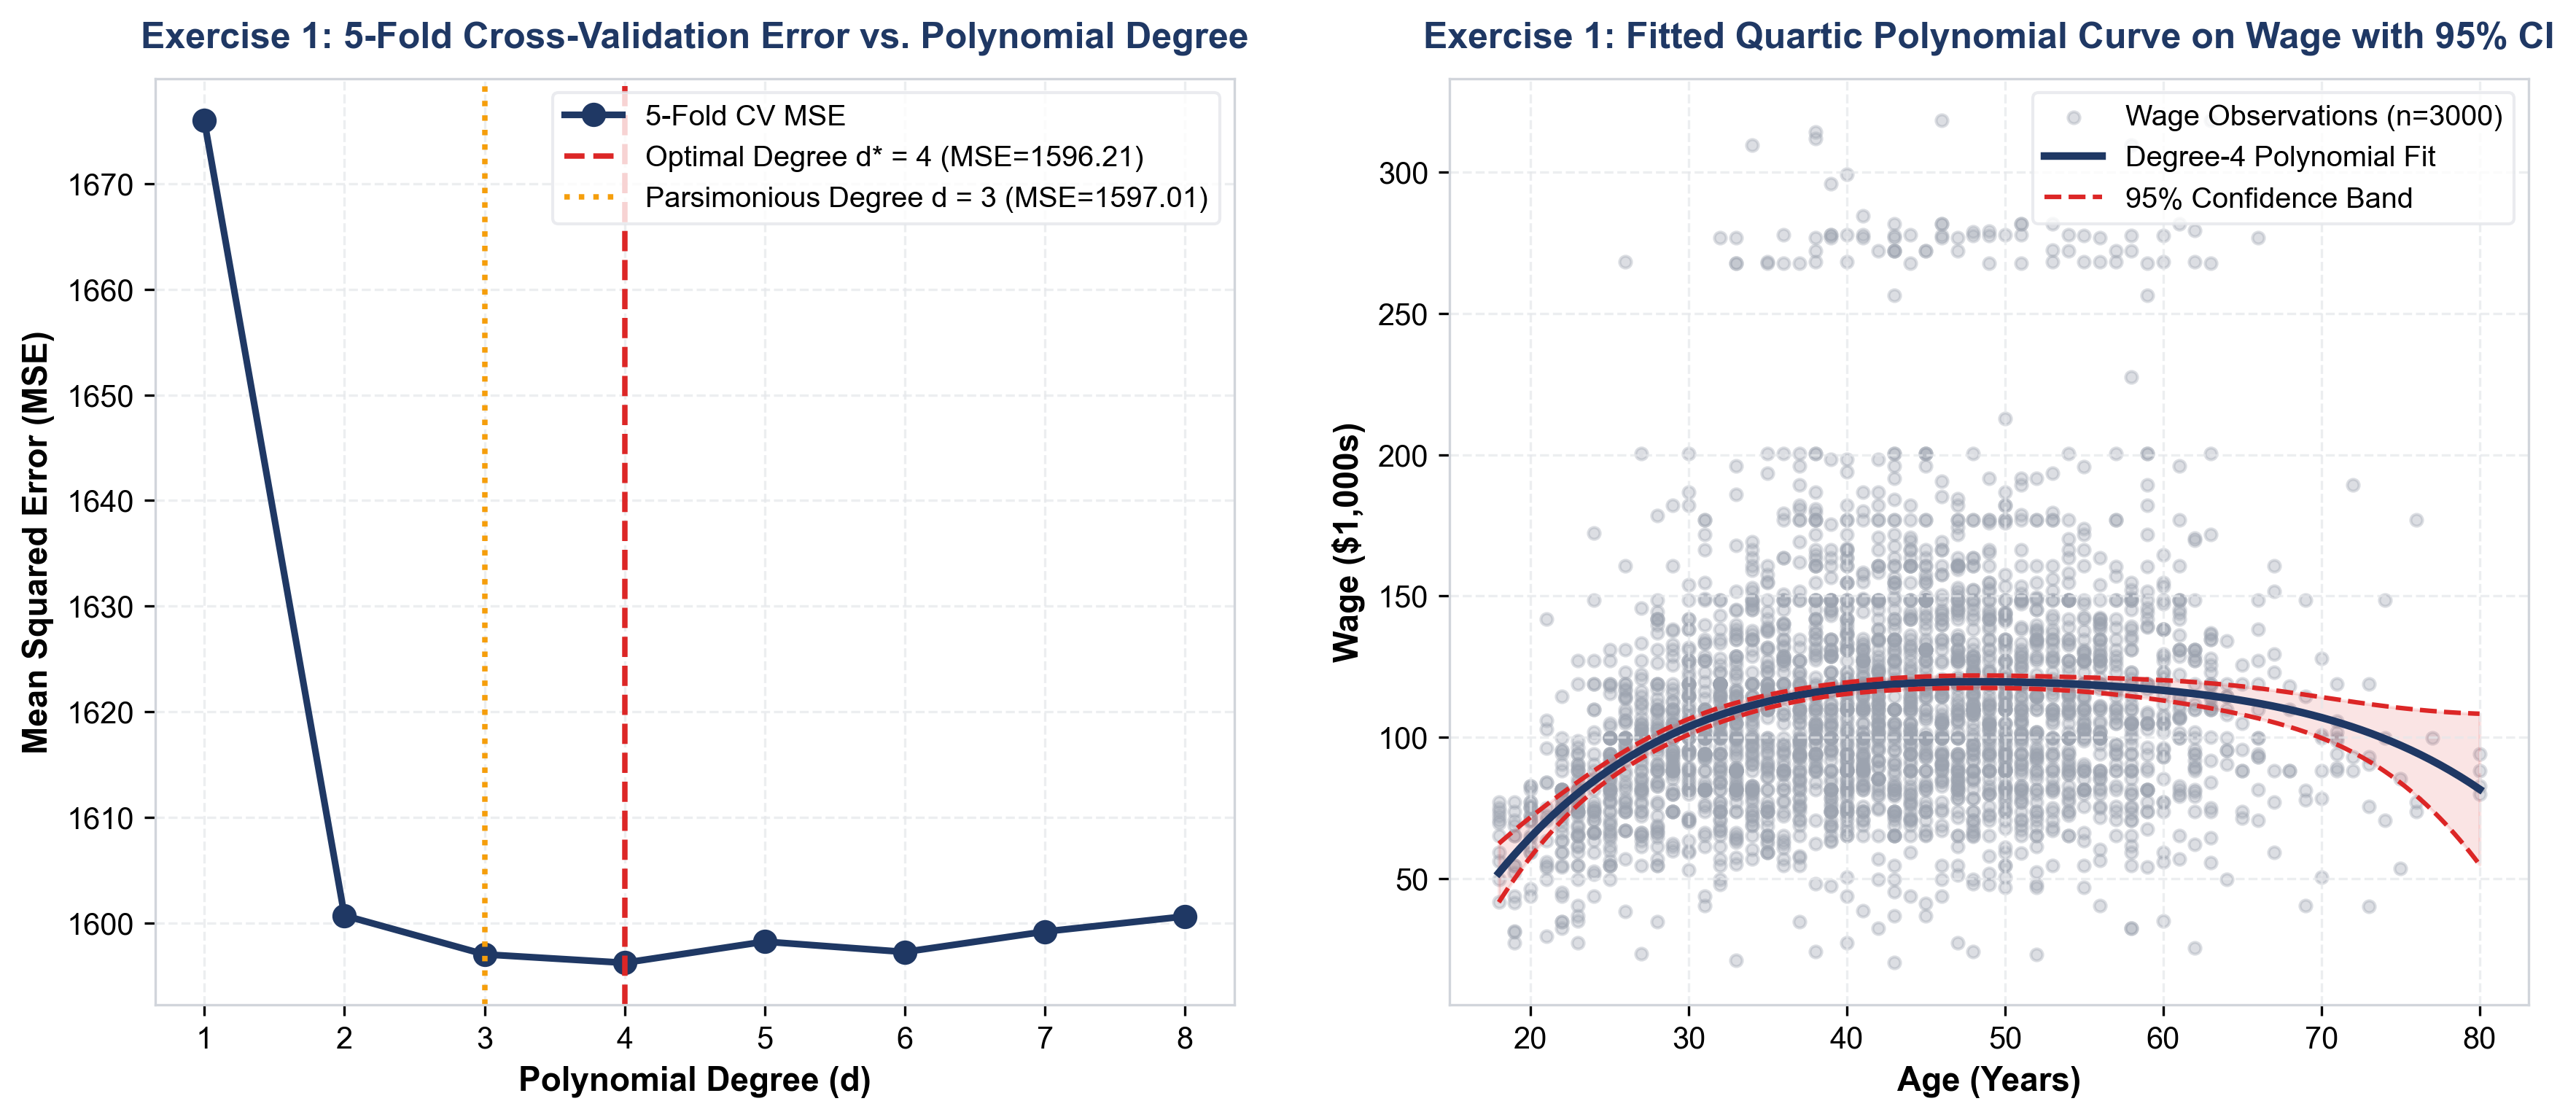 Exercise 1: 5-Fold Cross-Validation Error vs. Polynomial Degree
5-Fold CV MSE
Optimal Degree d* = 4 (MSE=1596.21)
Parsimonious Degree d = 3 (MSE=1597.01)
Mean Squared Error (MSE)
1670
1660
1650
1640
1630
1620
1610
1600
1 2 3 4 5 6 7 8
Polynomial Degree (d)
Exercise 1: Fitted Quartic Polynomial Curve on Wage with 95% CI
Wage Observations (n=3000)
Degree-4 Polynomial Fit
95% Confidence Band
Wage ($1,000s)
300
250
200
150
100
50
20 30 40 50 60 70 80
Age (Years)